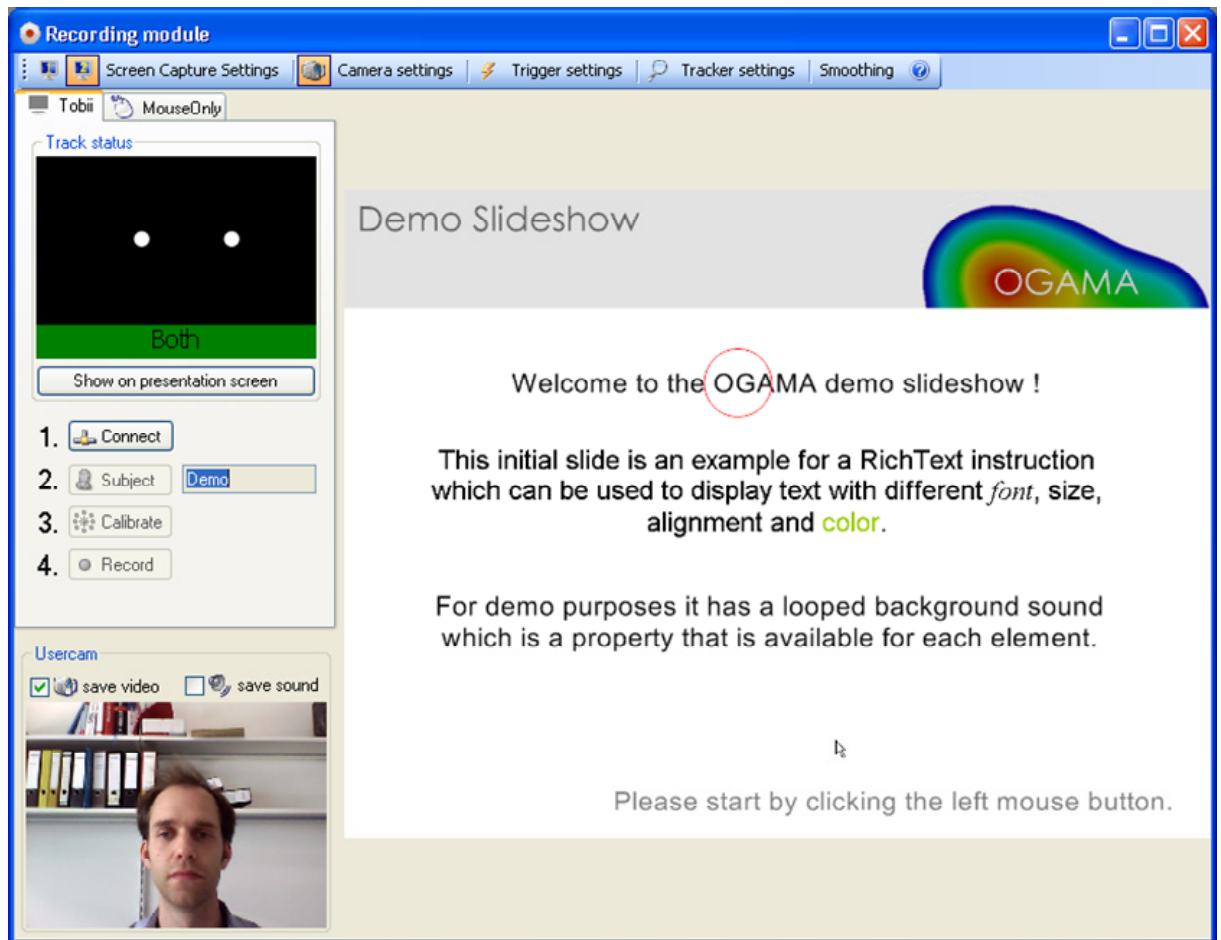 Recording module
Screen Capture Settings Camera settings Trigger settings Tracker settings Smoothing ?
Tobii MouseOnly
Track status
Both
Show on presentation screen
1. Connect
2. Subject Demo
3. Calibrate
4. Record
Usercam
save video save sound
Demo Slideshow
OGAMA
Welcome to the OGAMA demo slideshow !
This initial slide is an example for a RichText instruction
which can be used to display text with different font, size,
alignment and color.
For demo purposes it has a looped background sound
which is a property that is available for each element.
Please start by clicking the left mouse button.